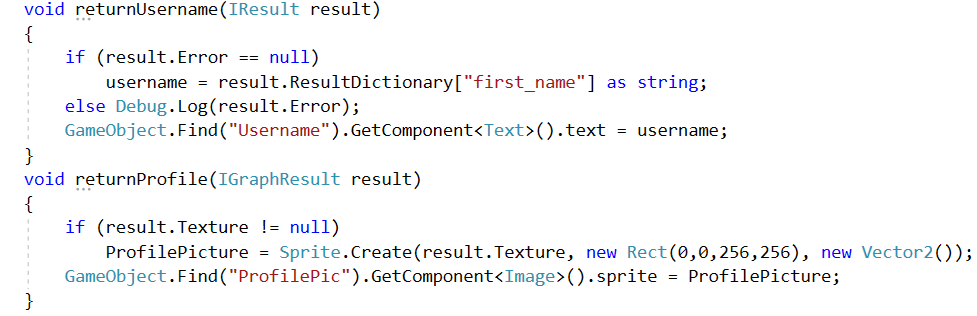 void returnUsername(IResult result)
{
if (result.Error == null)
username = result.ResultDictionary["first_name"] as string;
else Debug.Log(result.Error);
GameObject.Find("Username").GetComponent<Text>().text = username;
}
void returnProfile(IGraphResult result)
{
if (result.Texture != null)
ProfilePicture = Sprite.Create(result.Texture, new Rect(0,0,256,256), new Vector2());
GameObject.Find("ProfilePic").GetComponent<Image>().sprite = ProfilePicture;
}